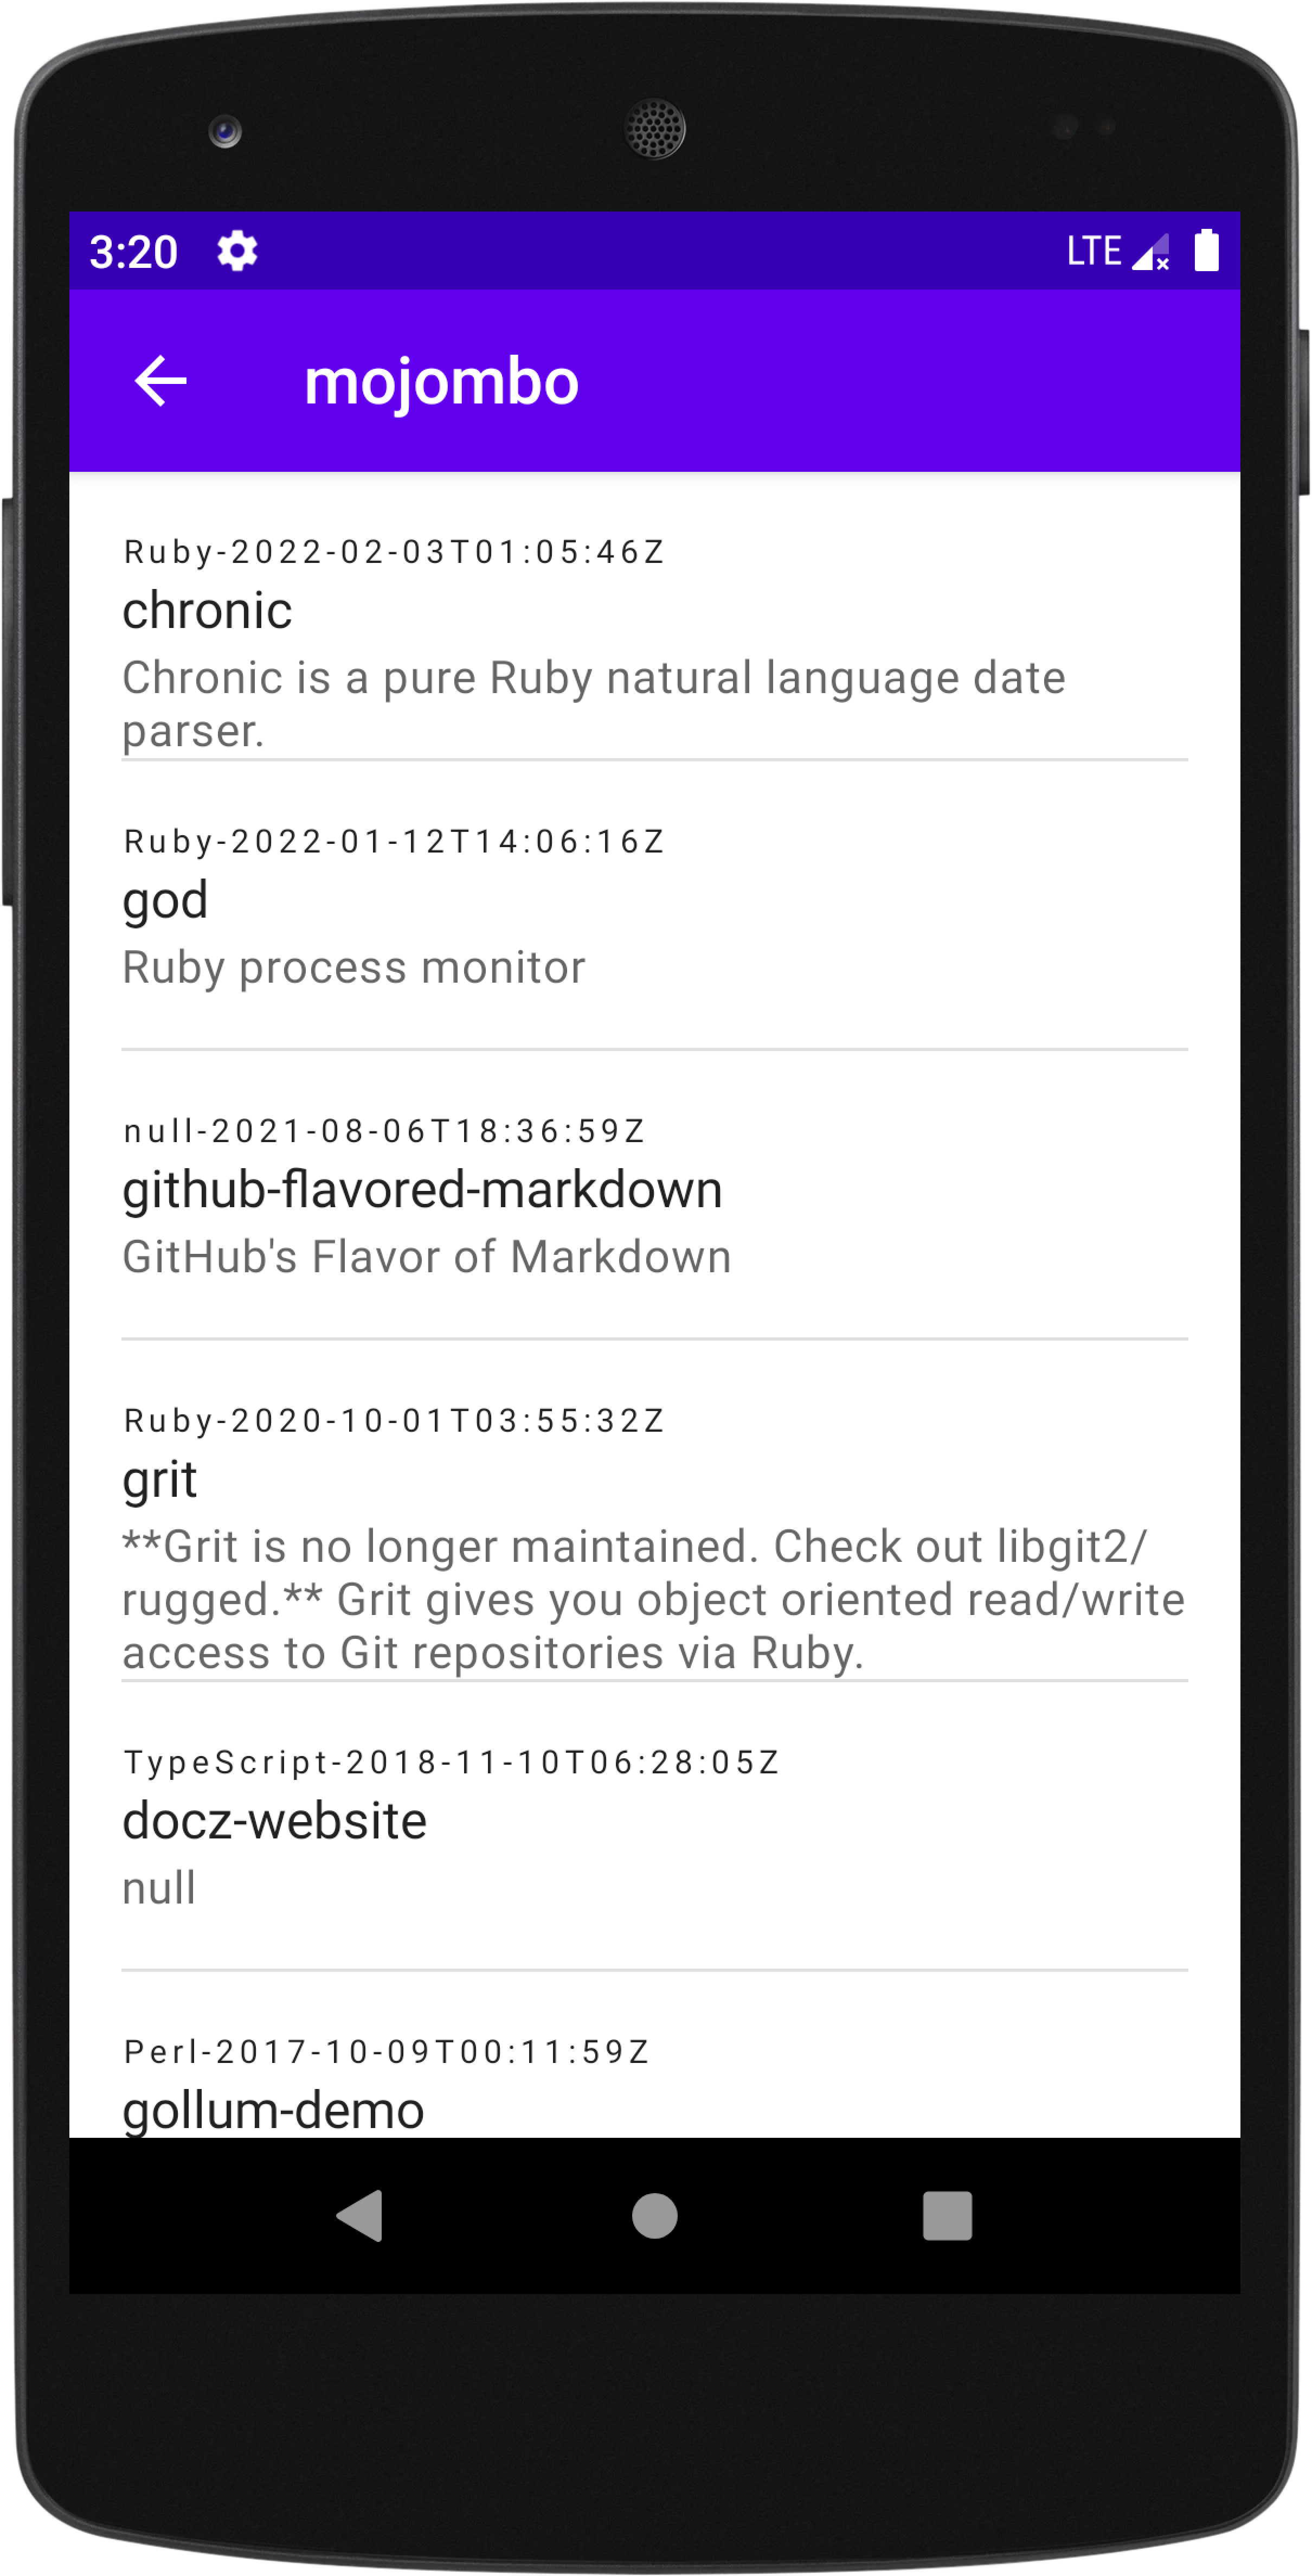 3:20 LTE
mojombo
Ruby-2022-02-03T01:05:46Z
chronic
Chronic is a pure Ruby natural language date
parser.
Ruby-2022-01-12T14:06:16Z
god
Ruby process monitor
null-2021-08-06T18:36:59Z
github-flavored-markdown
GitHub's Flavor of Markdown
Ruby-2020-10-01T03:55:32Z
grit
**Grit is no longer maintained. Check out libgit2/
rugged.** Grit gives you object oriented read/write
access to Git repositories via Ruby.
TypeScript-2018-11-10T06:28:05Z
docz-website
null
Perl-2017-10-09T00:11:59Z
gollum-demo